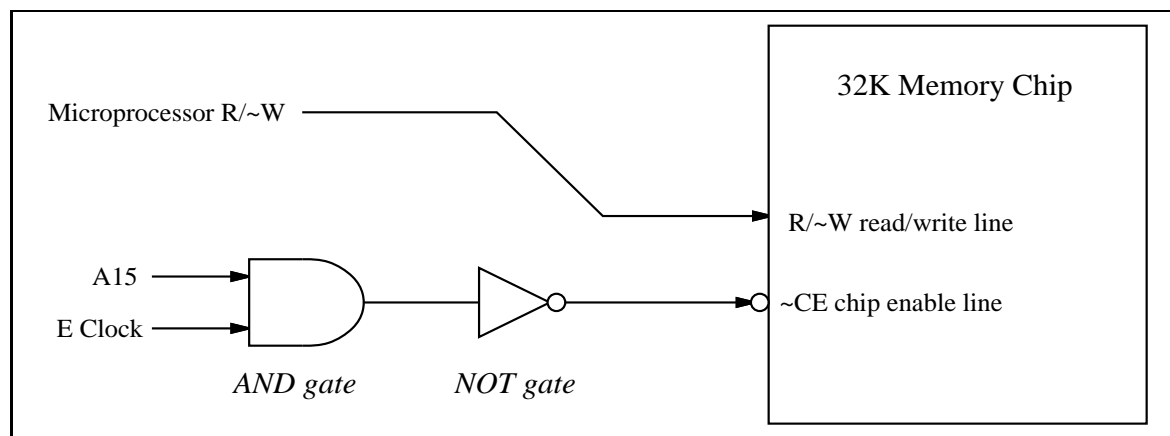 32K Memory Chip
Microprocessor R/~W
R/~W read/write line
A15
~CE chip enable line
E Clock
AND gate
NOT gate